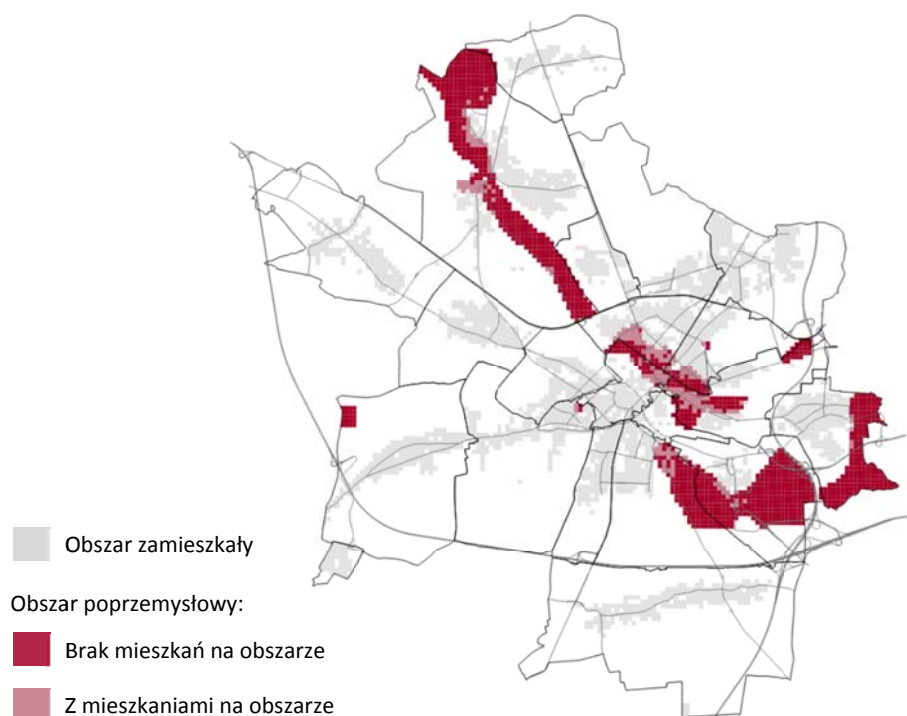 Obszar zamieszkały
Obszar poprzemysłowy:
Brak mieszkań na obszarze
Z mieszkaniami na obszarze